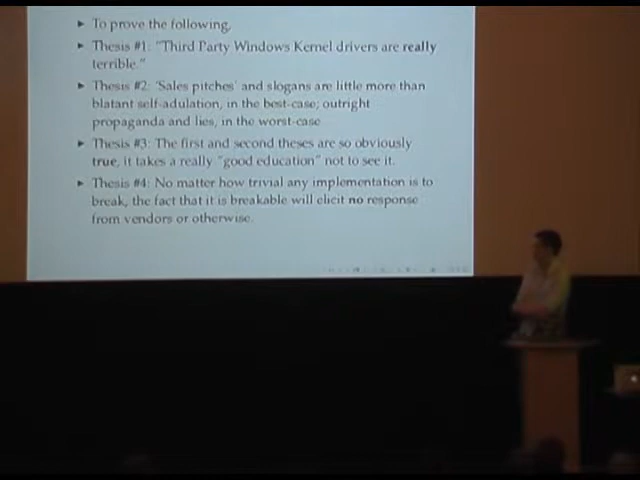 ► To prove the following,
► Thesis #1: "Third Party Windows Kernel drivers are really
terrible."
► Thesis #2: 'Sales pitches' and slogans are little more than
blatant self-adulation, in the best-case; outright
propaganda and lies, in the worst-case
► Thesis #3: The first and second theses are so obviously
true, it takes a really "good education" not to see it.
► Thesis #4: No matter how trivial any implementation is to
break, the fact that it is breakable will elicit no response
from vendors or otherwise.